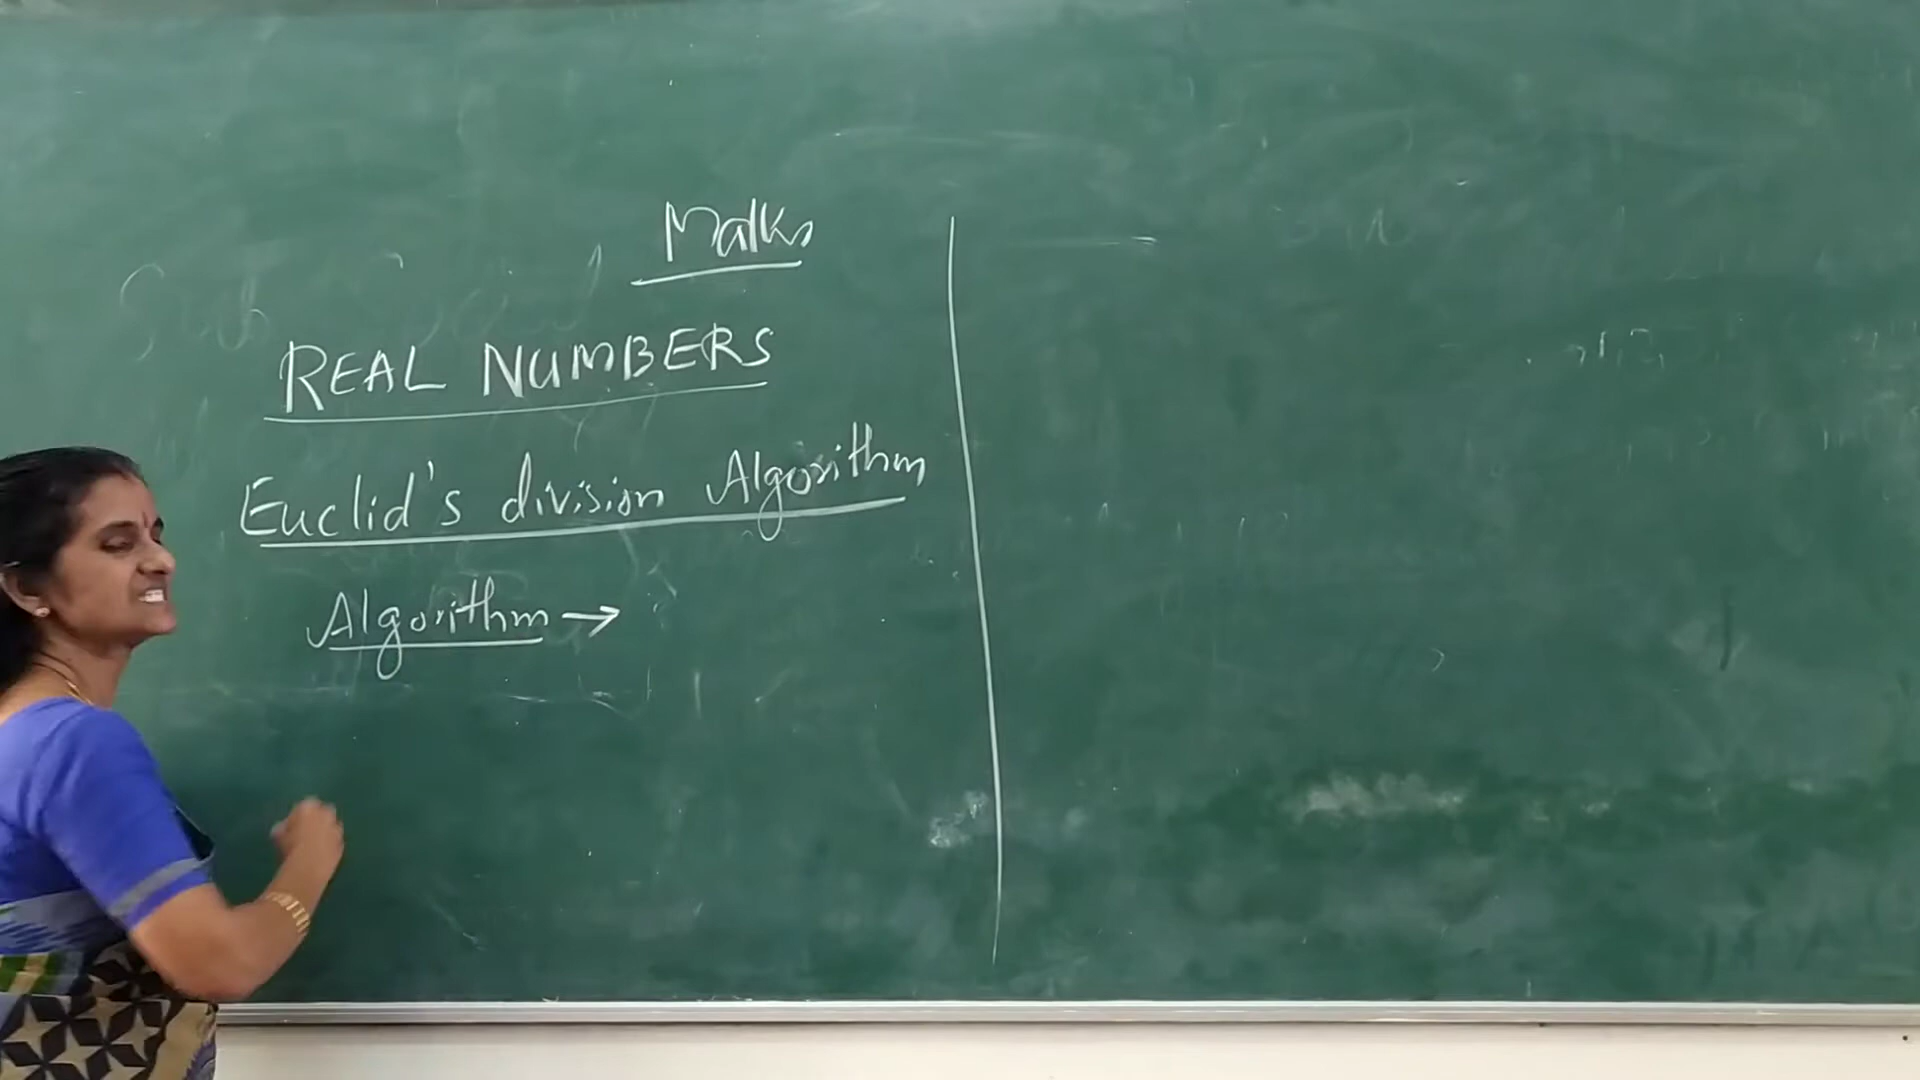 Maths
REAL NUMBERS
Euclid's division Algorithm
Algorithm →